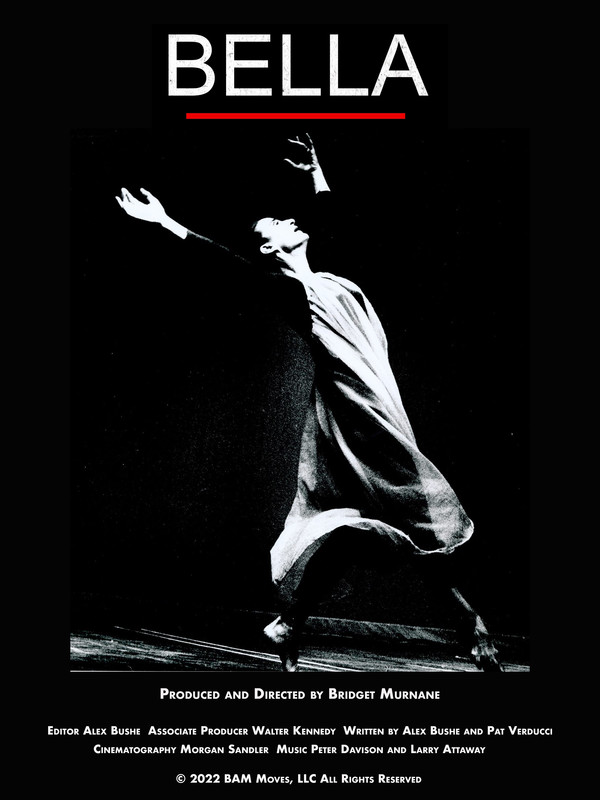 BELLA
Produced and Directed by Bridget Murnane
Editor Alex Bushe Associate Producer Walter Kennedy Written by Alex Bushe and Pat Verducci
Cinematography Morgan Sandler Music Peter Davison and Larry Attaway
© 2022 BAM Moves, LLC All Rights Reserved